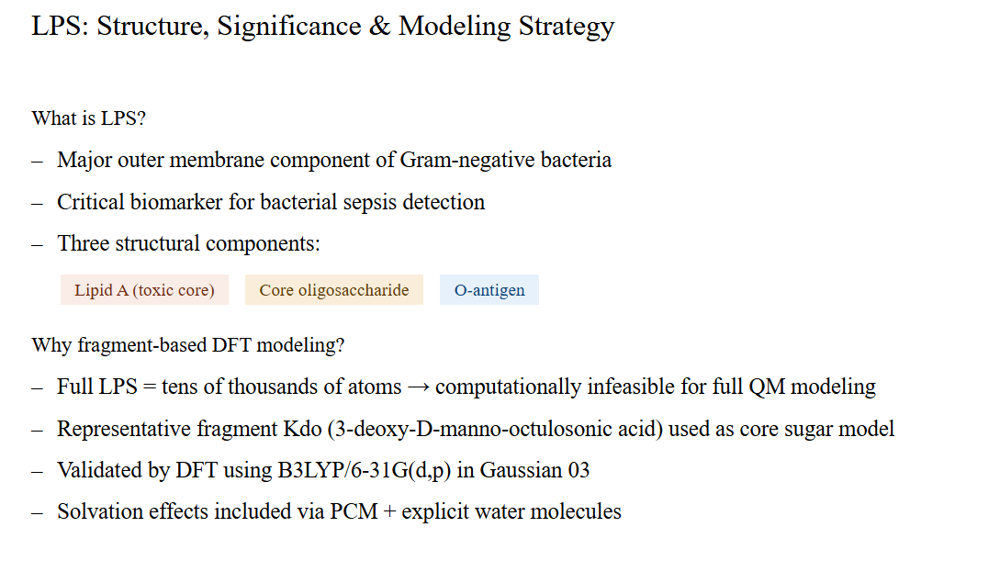 LPS: Structure, Significance & Modeling Strategy
What is LPS?
– Major outer membrane component of Gram-negative bacteria
– Critical biomarker for bacterial sepsis detection
– Three structural components:
Lipid A (toxic core) Core oligosaccharide O-antigen
Why fragment-based DFT modeling?
– Full LPS = tens of thousands of atoms → computationally infeasible for full QM modeling
– Representative fragment Kdo (3-deoxy-D-manno-octulosonic acid) used as core sugar model
– Validated by DFT using B3LYP/6-31G(d,p) in Gaussian 03
– Solvation effects included via PCM + explicit water molecules